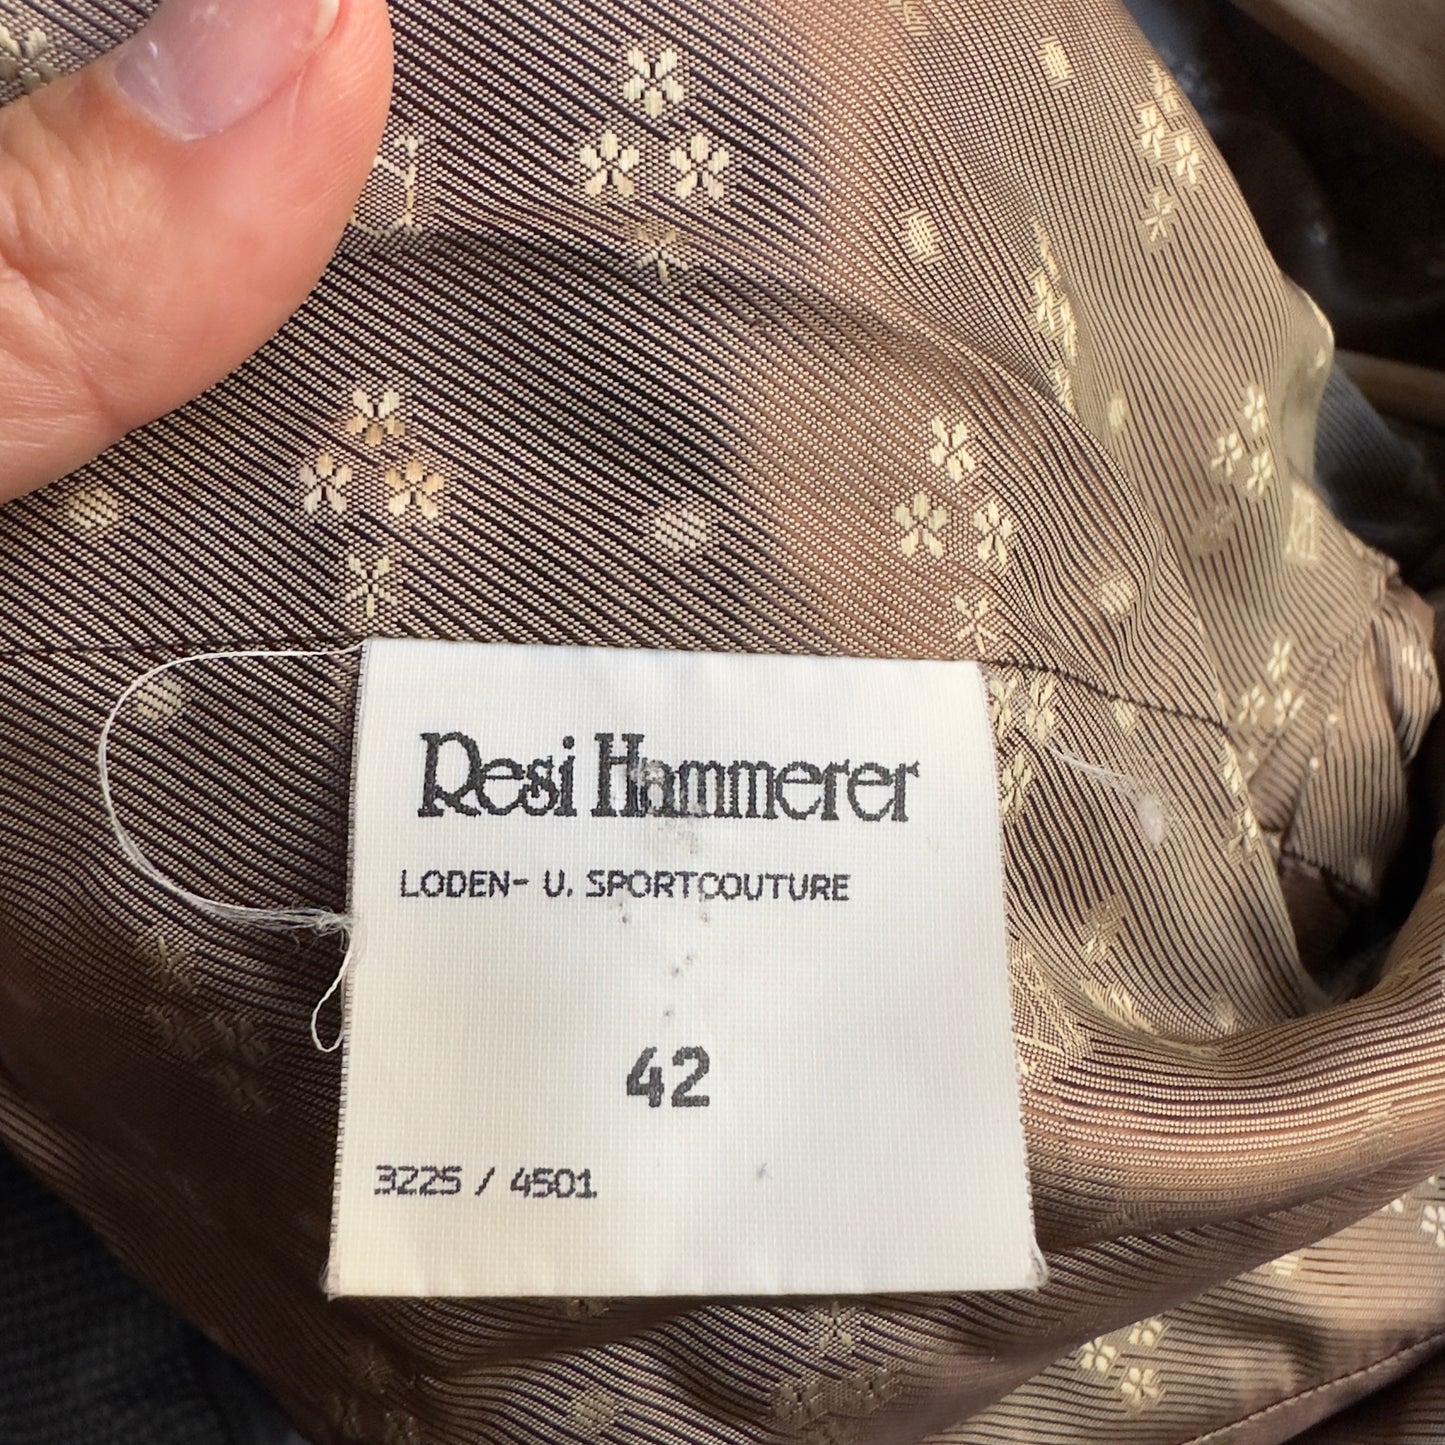 Resi Hammerer
LODEN- U. SPORTCOUTURE
42
3225 / 4501